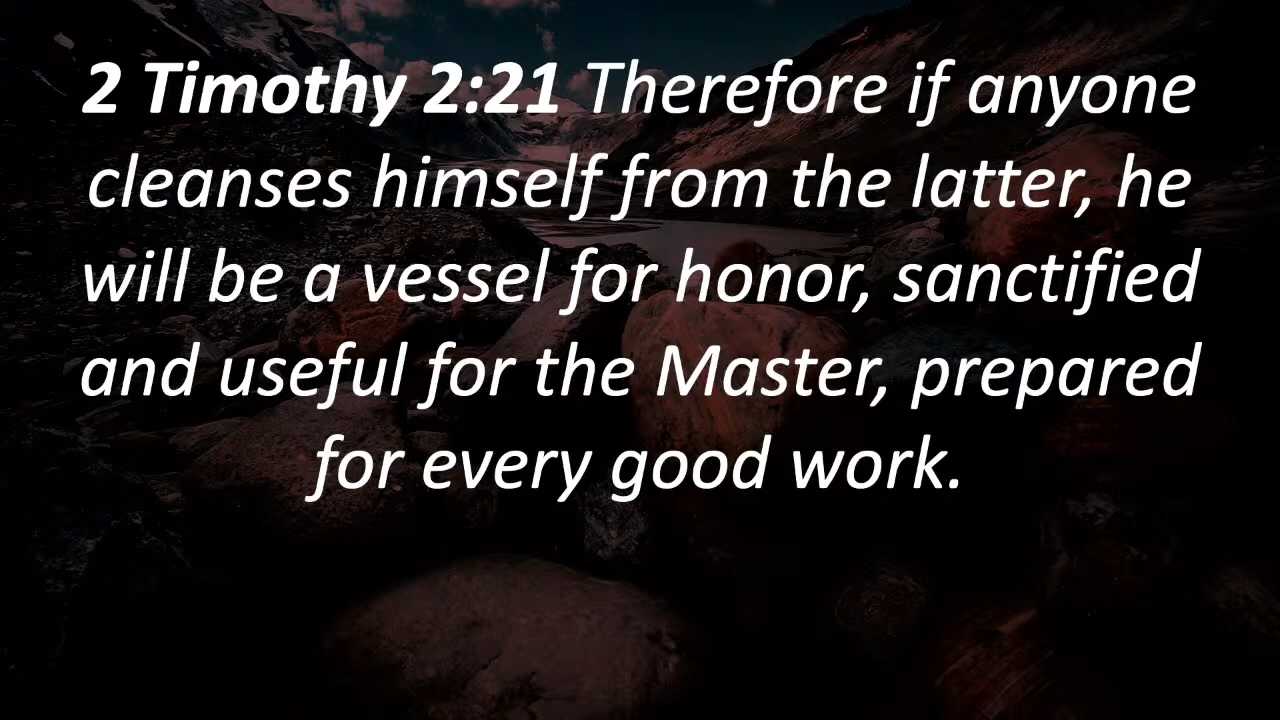 2 Timothy 2:21 Therefore if anyone
cleanses himself from the latter, he
will be a vessel for honor, sanctified
and useful for the Master, prepared
for every good work.